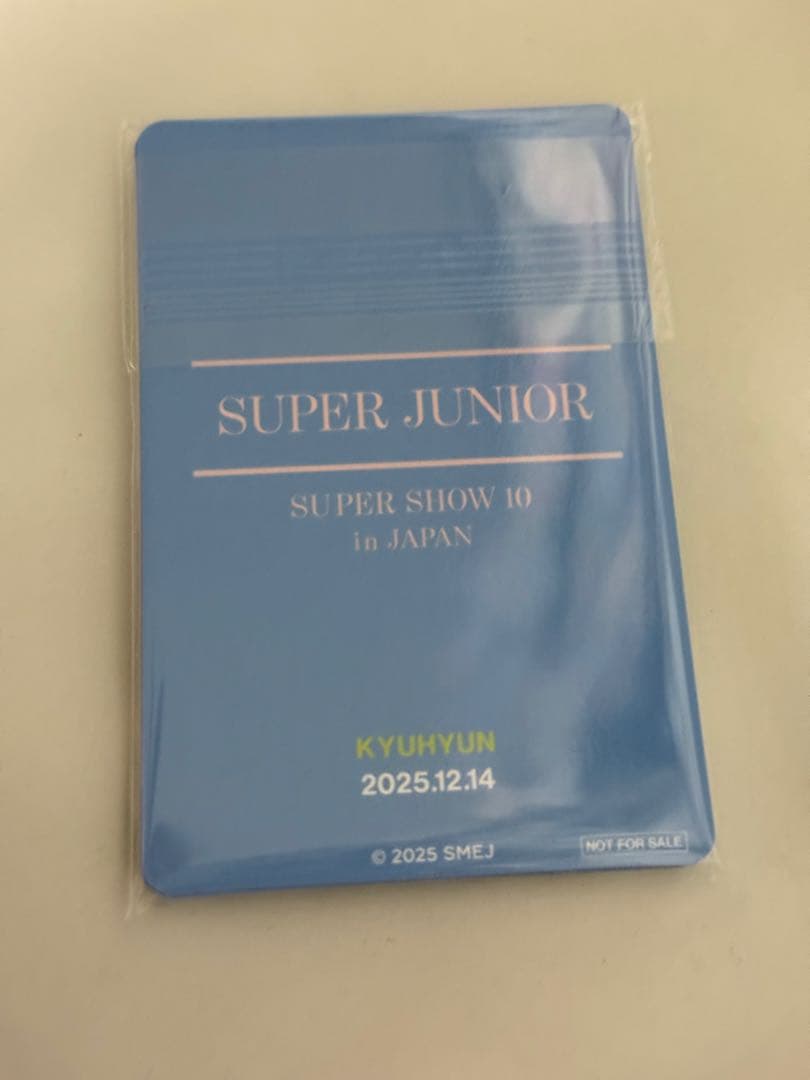 SUPER JUNIOR
SUPER SHOW 10
in JAPAN
KYUHYUN
2025.12.14
© 2025 SMEJ
NOT FOR SALE